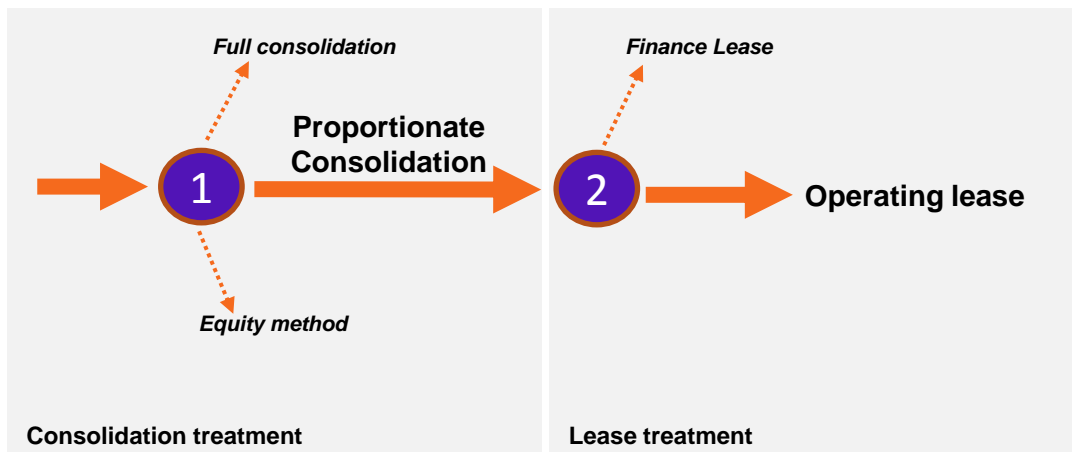 Full consolidation
Proportionate
Consolidation
1
Equity method
Consolidation treatment
Finance Lease
2
Operating lease
Lease treatment